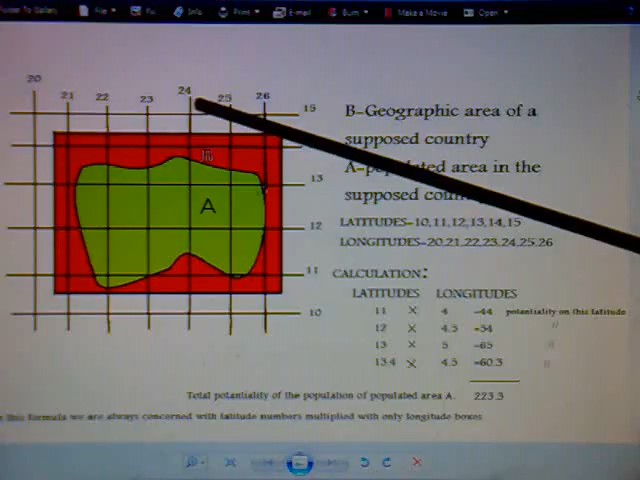 File
Info
Print
E-mail
Burn
Make a Movie
Open
20
21 22 23 24 25 26
15
13
12
11
10
A
B-Geographic area of a
supposed country
A-populated area in the
supposed
LATITUDES-10,11,12,13,14,15
LONGITUDES-20,21,22,23,24,25,26
CALCULATION:
LATITUDES LONGITUDES
11 X 4 -44 potentiality on this latitude
12 X 4.5 -54 "
13 X 5 -65 "
13.4 X 4.5 -60.3 "
Total potentiality of the population of populated area A. 223.3
this formula we are always concerned with latitude numbers multiplied with only longitude boxes